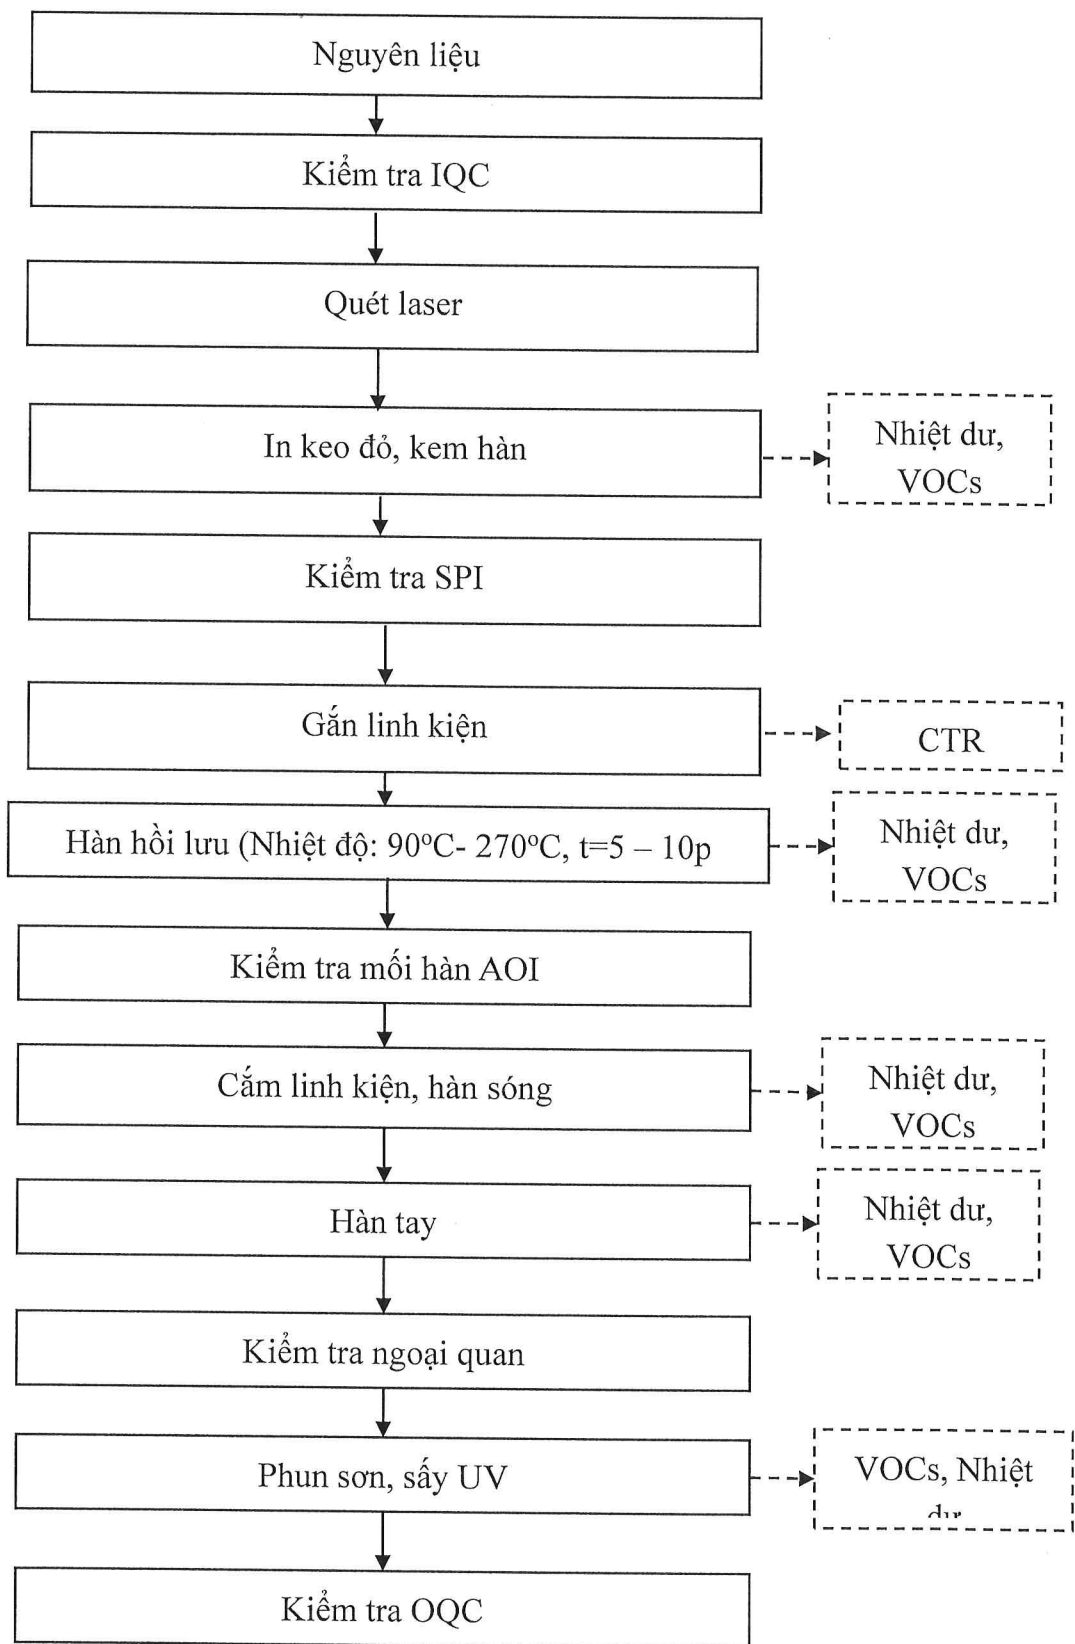 Nguyên liệu
Kiểm tra IQC
Quét laser
In keo đỏ, kem hàn
Nhiệt dư,
VOCs
Kiểm tra SPI
Gắn linh kiện
CTR
Hàn hồi lưu (Nhiệt độ: 90°C- 270°C, t=5 – 10p
Nhiệt dư,
VOCs
Kiểm tra mối hàn AOI
Cắm linh kiện, hàn sóng
Nhiệt dư,
VOCs
Hàn tay
Nhiệt dư,
VOCs
Kiểm tra ngoại quan
Phun sơn, sấy UV
VOCs, Nhiệt
dư
Kiểm tra OQC